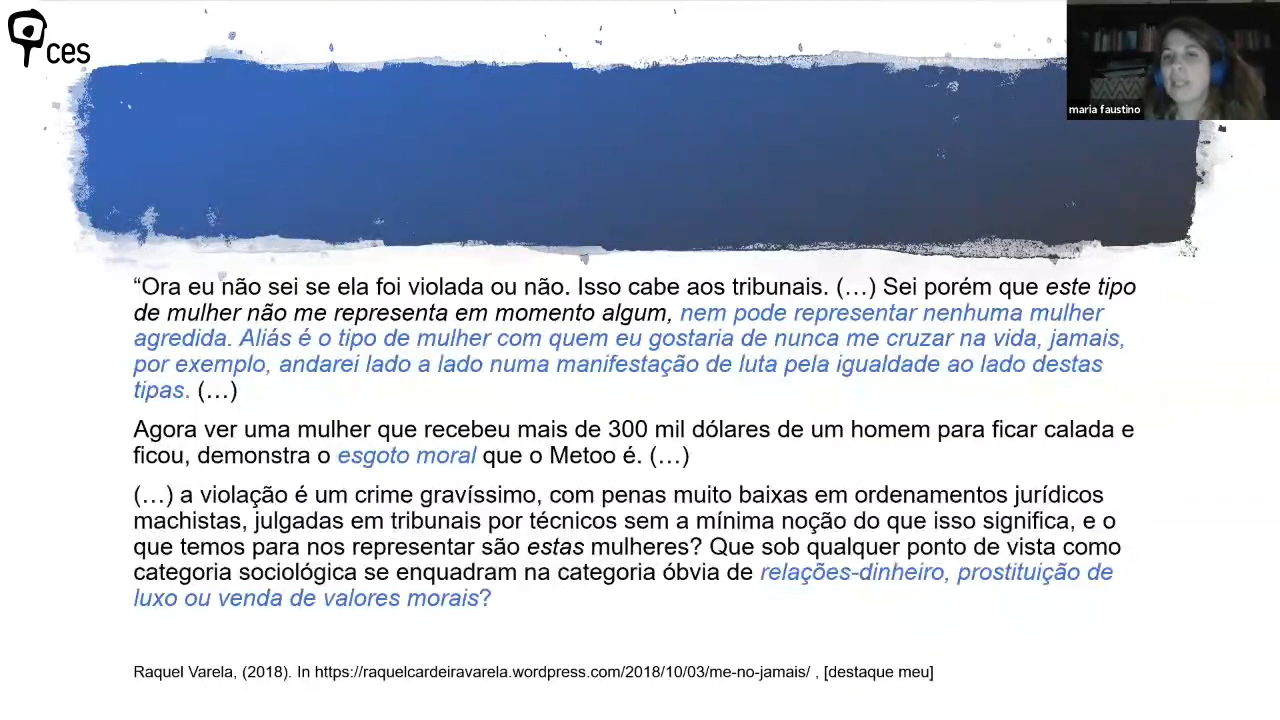 ces
maria faustino
“Ora eu não sei se ela foi violada ou não. Isso cabe aos tribunais. (…) Sei porém que este tipo
de mulher não me representa em momento algum, nem pode representar nenhuma mulher
agredida. Aliás é o tipo de mulher com quem eu gostaria de nunca me cruzar na vida, jamais,
por exemplo, andarei lado a lado numa manifestação de luta pela igualdade ao lado destas
tipas. (…)
Agora ver uma mulher que recebeu mais de 300 mil dólares de um homem para ficar calada e
ficou, demonstra o esgoto moral que o Metoo é. (…)
(…) a violação é um crime gravíssimo, com penas muito baixas em ordenamentos jurídicos
machistas, julgadas em tribunais por técnicos sem a mínima noção do que isso significa, e o
que temos para nos representar são estas mulheres? Que sob qualquer ponto de vista como
categoria sociológica se enquadram na categoria óbvia de relações-dinheiro, prostituição de
luxo ou venda de valores morais?
Raquel Varela, (2018). In https://raquelcardeiravarela.wordpress.com/2018/10/03/me-no-jamais/ , [destaque meu]